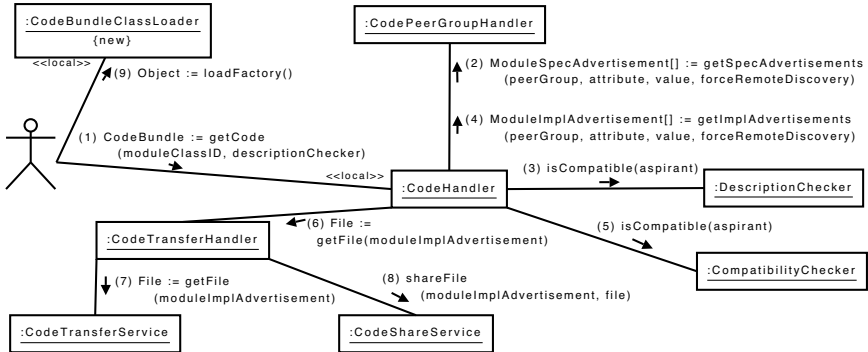 :CodeBundleClassLoader
{new}
<<local>>
(9) Object := loadFactory()
:CodePeerGroupHandler
(2) ModuleSpecAdvertisement[] := getSpecAdvertisements
(peerGroup, attribute, value, forceRemoteDiscovery)
(4) ModuleImplAdvertisement[] := getImplAdvertisements
(peerGroup, attribute, value, forceRemoteDiscovery)
(1) CodeBundle := getCode
(moduleClassID, descriptionChecker)
<<local>>
:CodeHandler
(3) isCompatible(aspirant)
:DescriptionChecker
(5) isCompatible(aspirant)
:CompatibilityChecker
(6) File :=
getFile(moduleImplAdvertisement)
:CodeTransferHandler
(7) File := getFile
(moduleImplAdvertisement)
(8) shareFile
(moduleImplAdvertisement, file)
:CodeTransferService
:CodeShareService